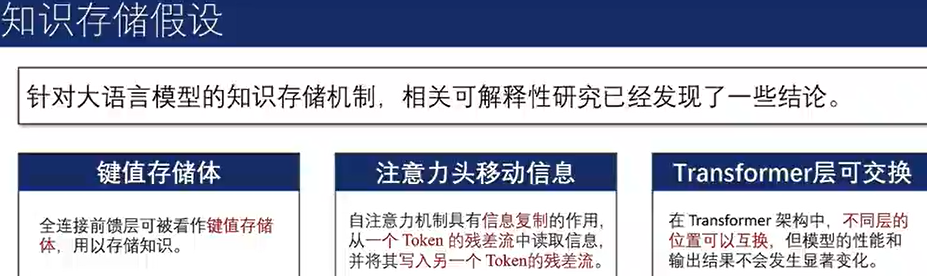 知识存储假设
针对大语言模型的知识存储机制，相关可解释性研究已经发现了一些结论。
键值存储体
全连接前馈层可被看作键值存储
体，用以存储知识。
注意力头移动信息
自注意力机制具有信息复制的作用，
从一个 Token 的残差流中读取信息，
并将其写入另一个 Token的残差流。
Transformer层可交换
在 Transformer 架构中，不同层的
位置可以互换，但模型的性能和
输出结果不会发生显著变化。